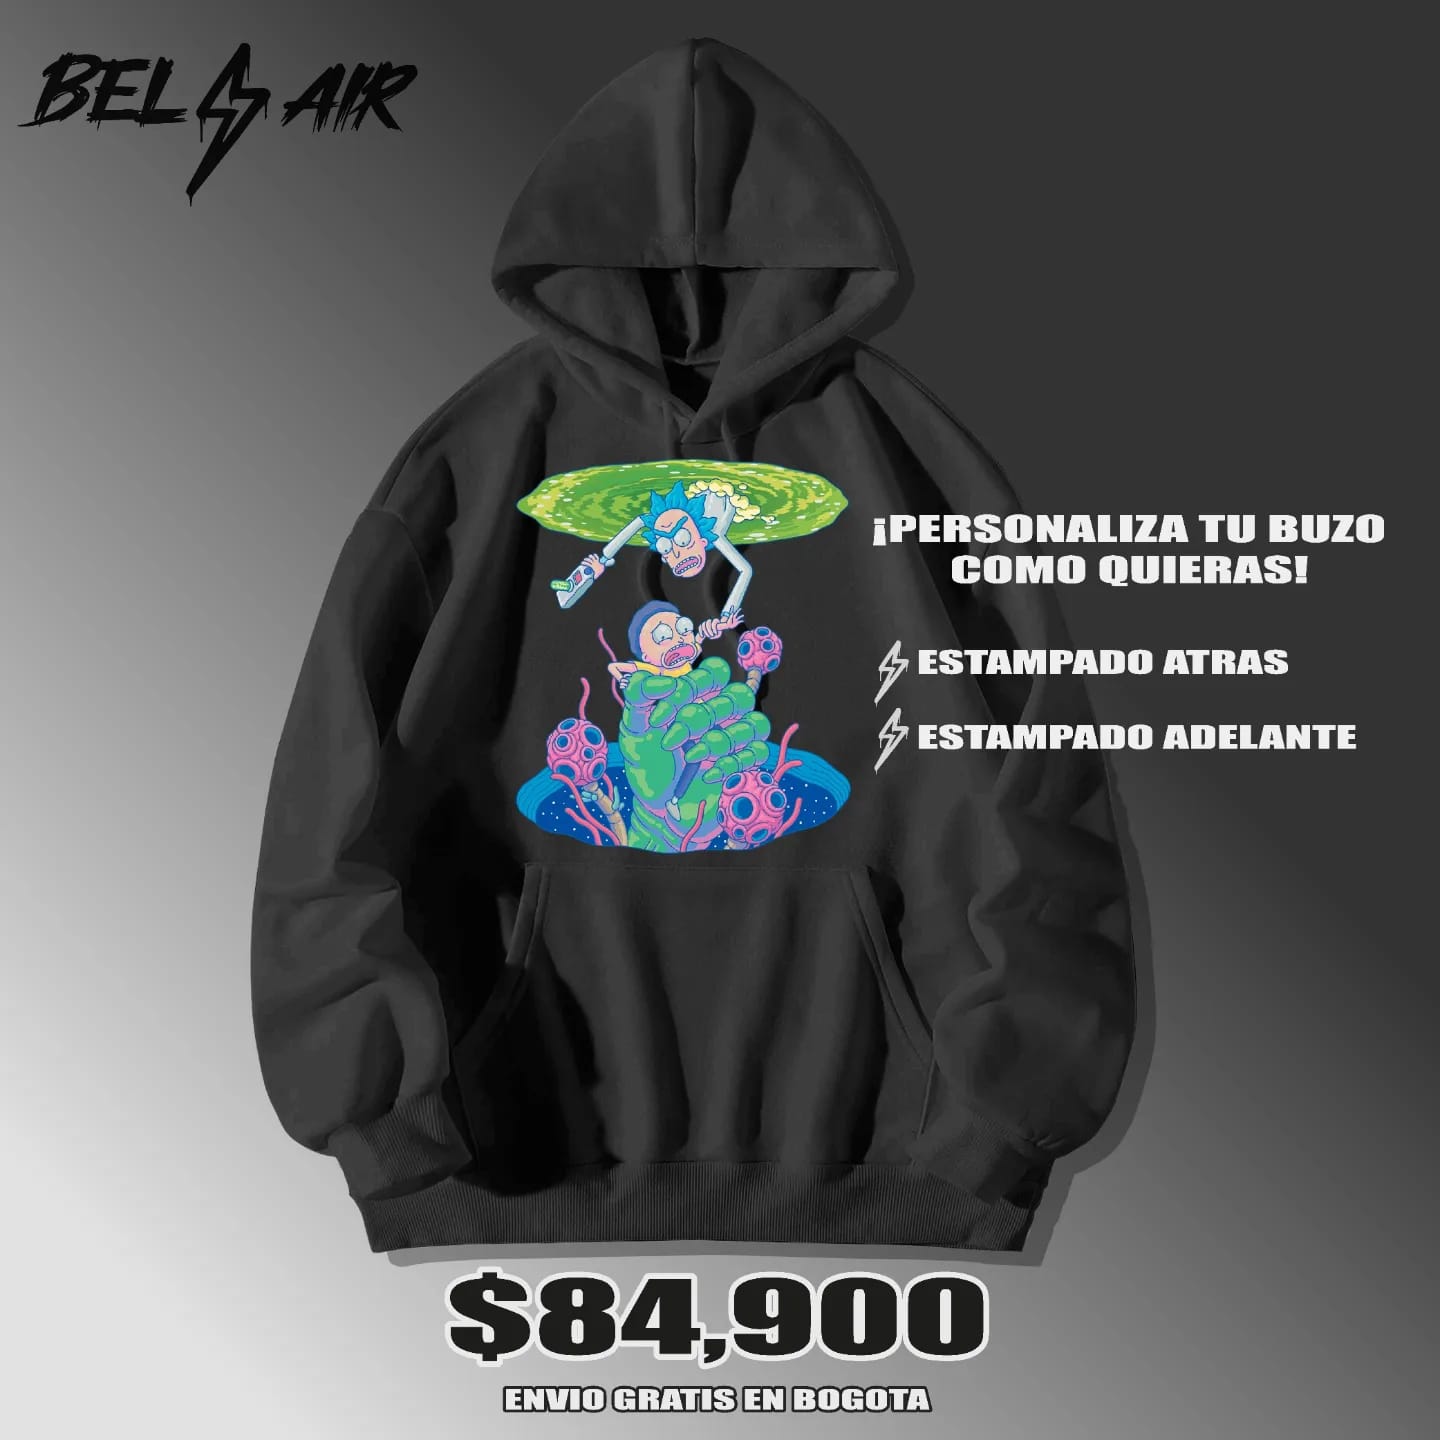 BEL AIR
¡PERSONALIZA TU BUZO
COMO QUIERAS!
ESTAMPADO ATRAS
ESTAMPADO ADELANTE
$84,900
ENVIO GRATIS EN BOGOTA